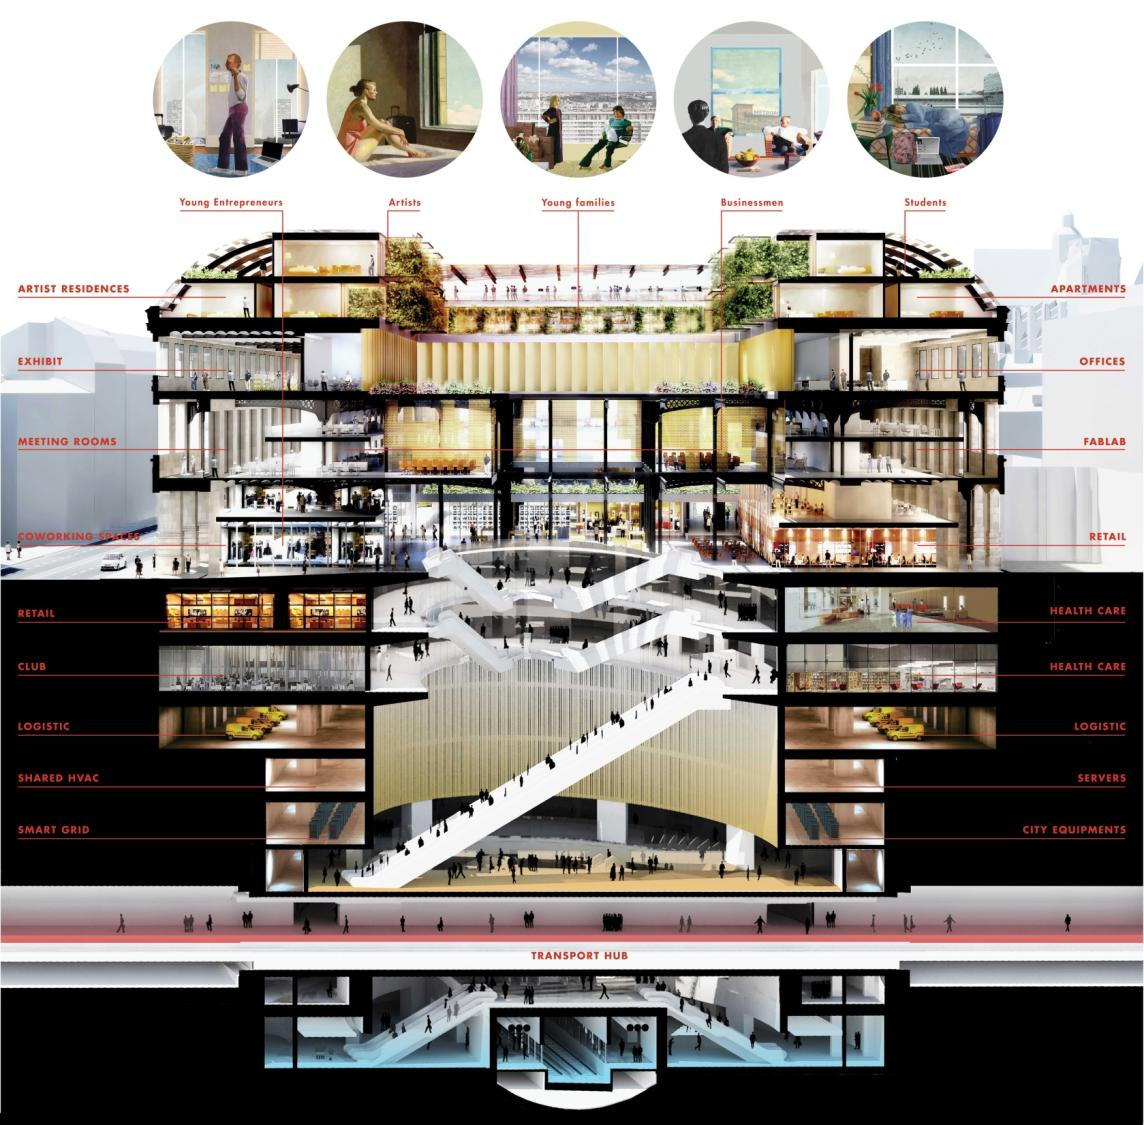 Young Entrepreneurs
Artists
Young families
Businessmen
Students
ARTIST RESIDENCES
APARTMENTS
EXHIBIT
OFFICES
MEETING ROOMS
FABLAB
COWORKING SPACES
RETAIL
RETAIL
HEALTH CARE
CLUB
HEALTH CARE
LOGISTIC
LOGISTIC
SHARED HVAC
SERVERS
SMART GRID
CITY EQUIPMENTS
TRANSPORT HUB